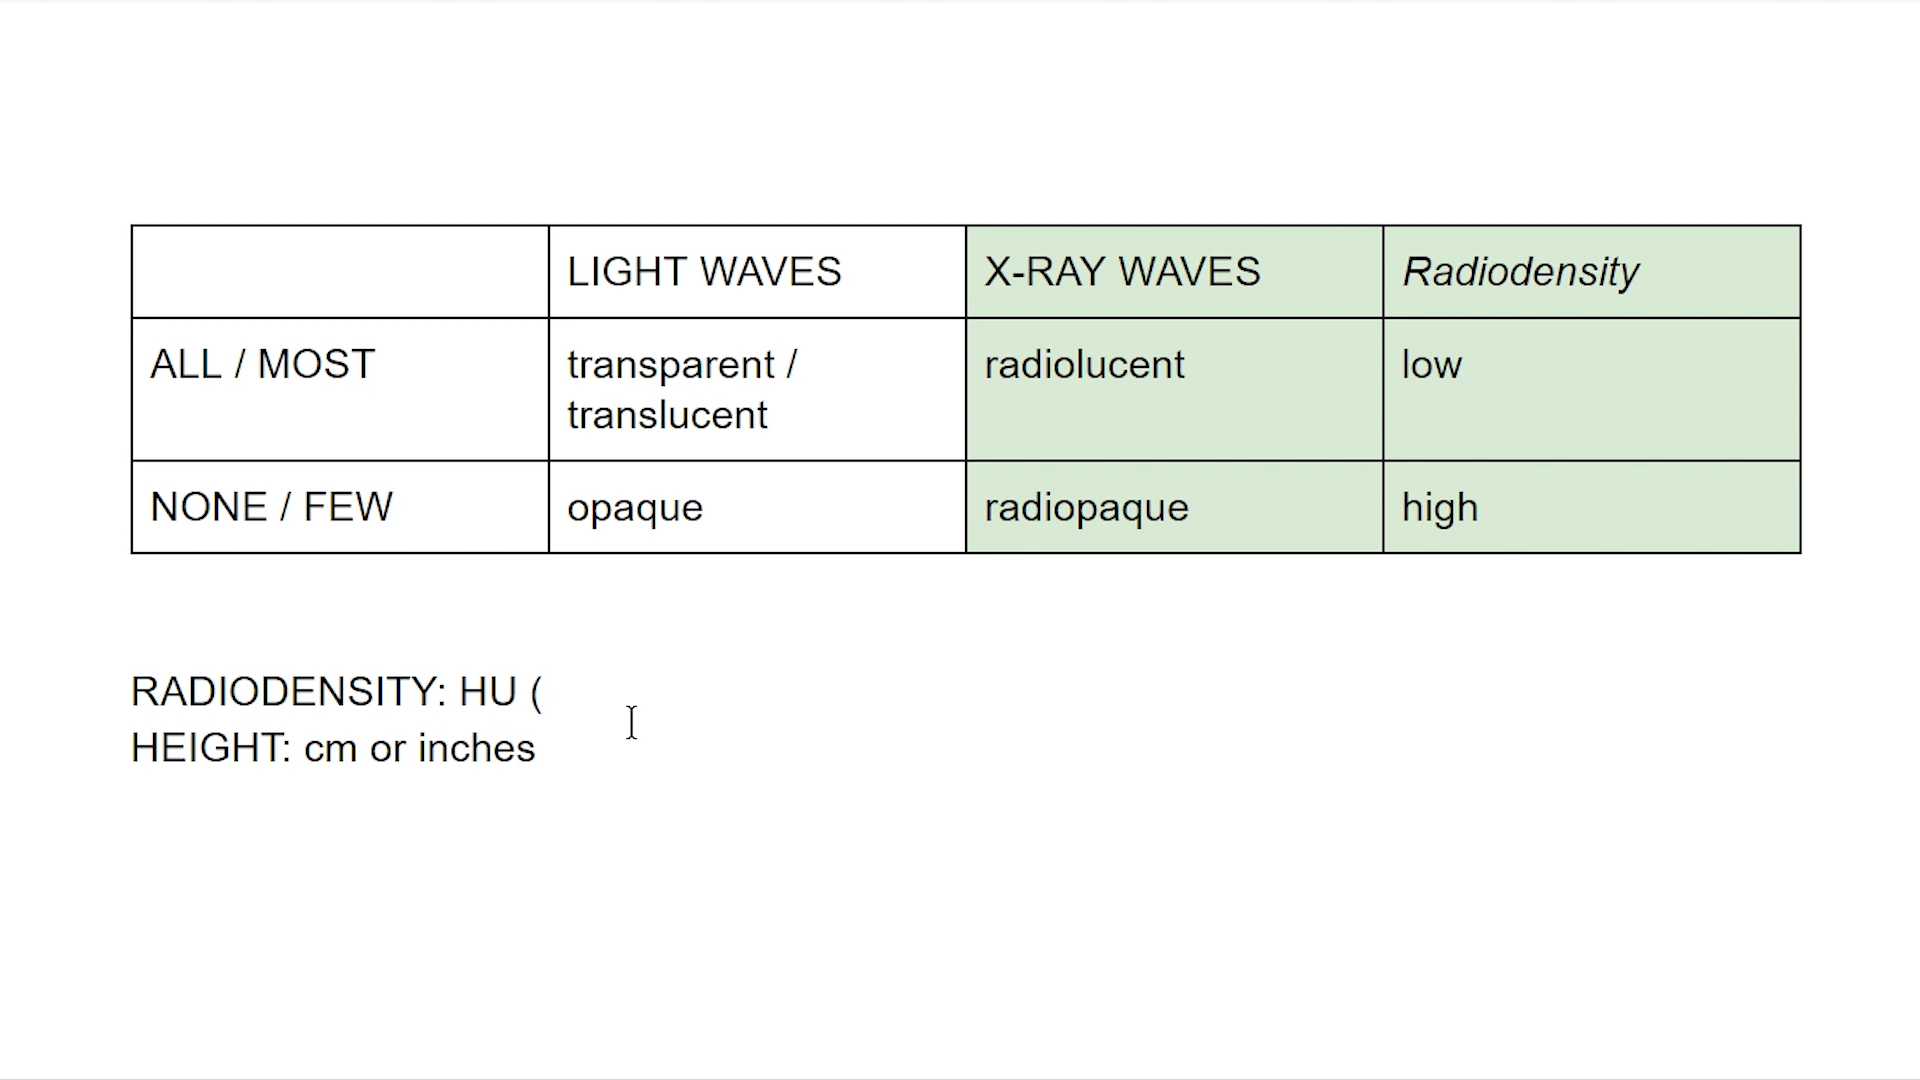 LIGHT WAVES X-RAY WAVES Radiodensity
ALL / MOST transparent / radiolucent low
translucent
NONE / FEW opaque radiopaque high
RADIODENSITY: HU (
HEIGHT: cm or inches